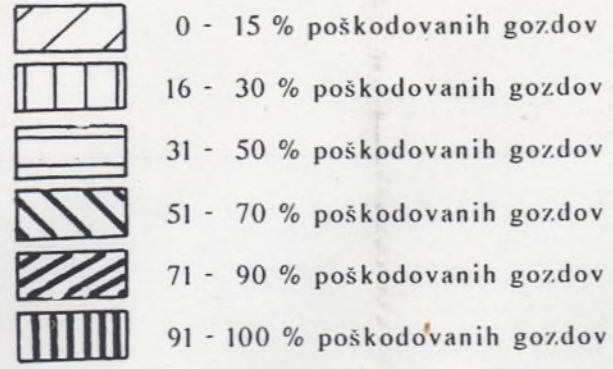 0 - 15 % poškodovanih gozdov
16 - 30 % poškodovanih gozdov
31 - 50 % poškodovanih gozdov
51 - 70 % poškodovanih gozdov
71 - 90 % poškodovanih gozdov
91 - 100 % poškodovanih gozdov